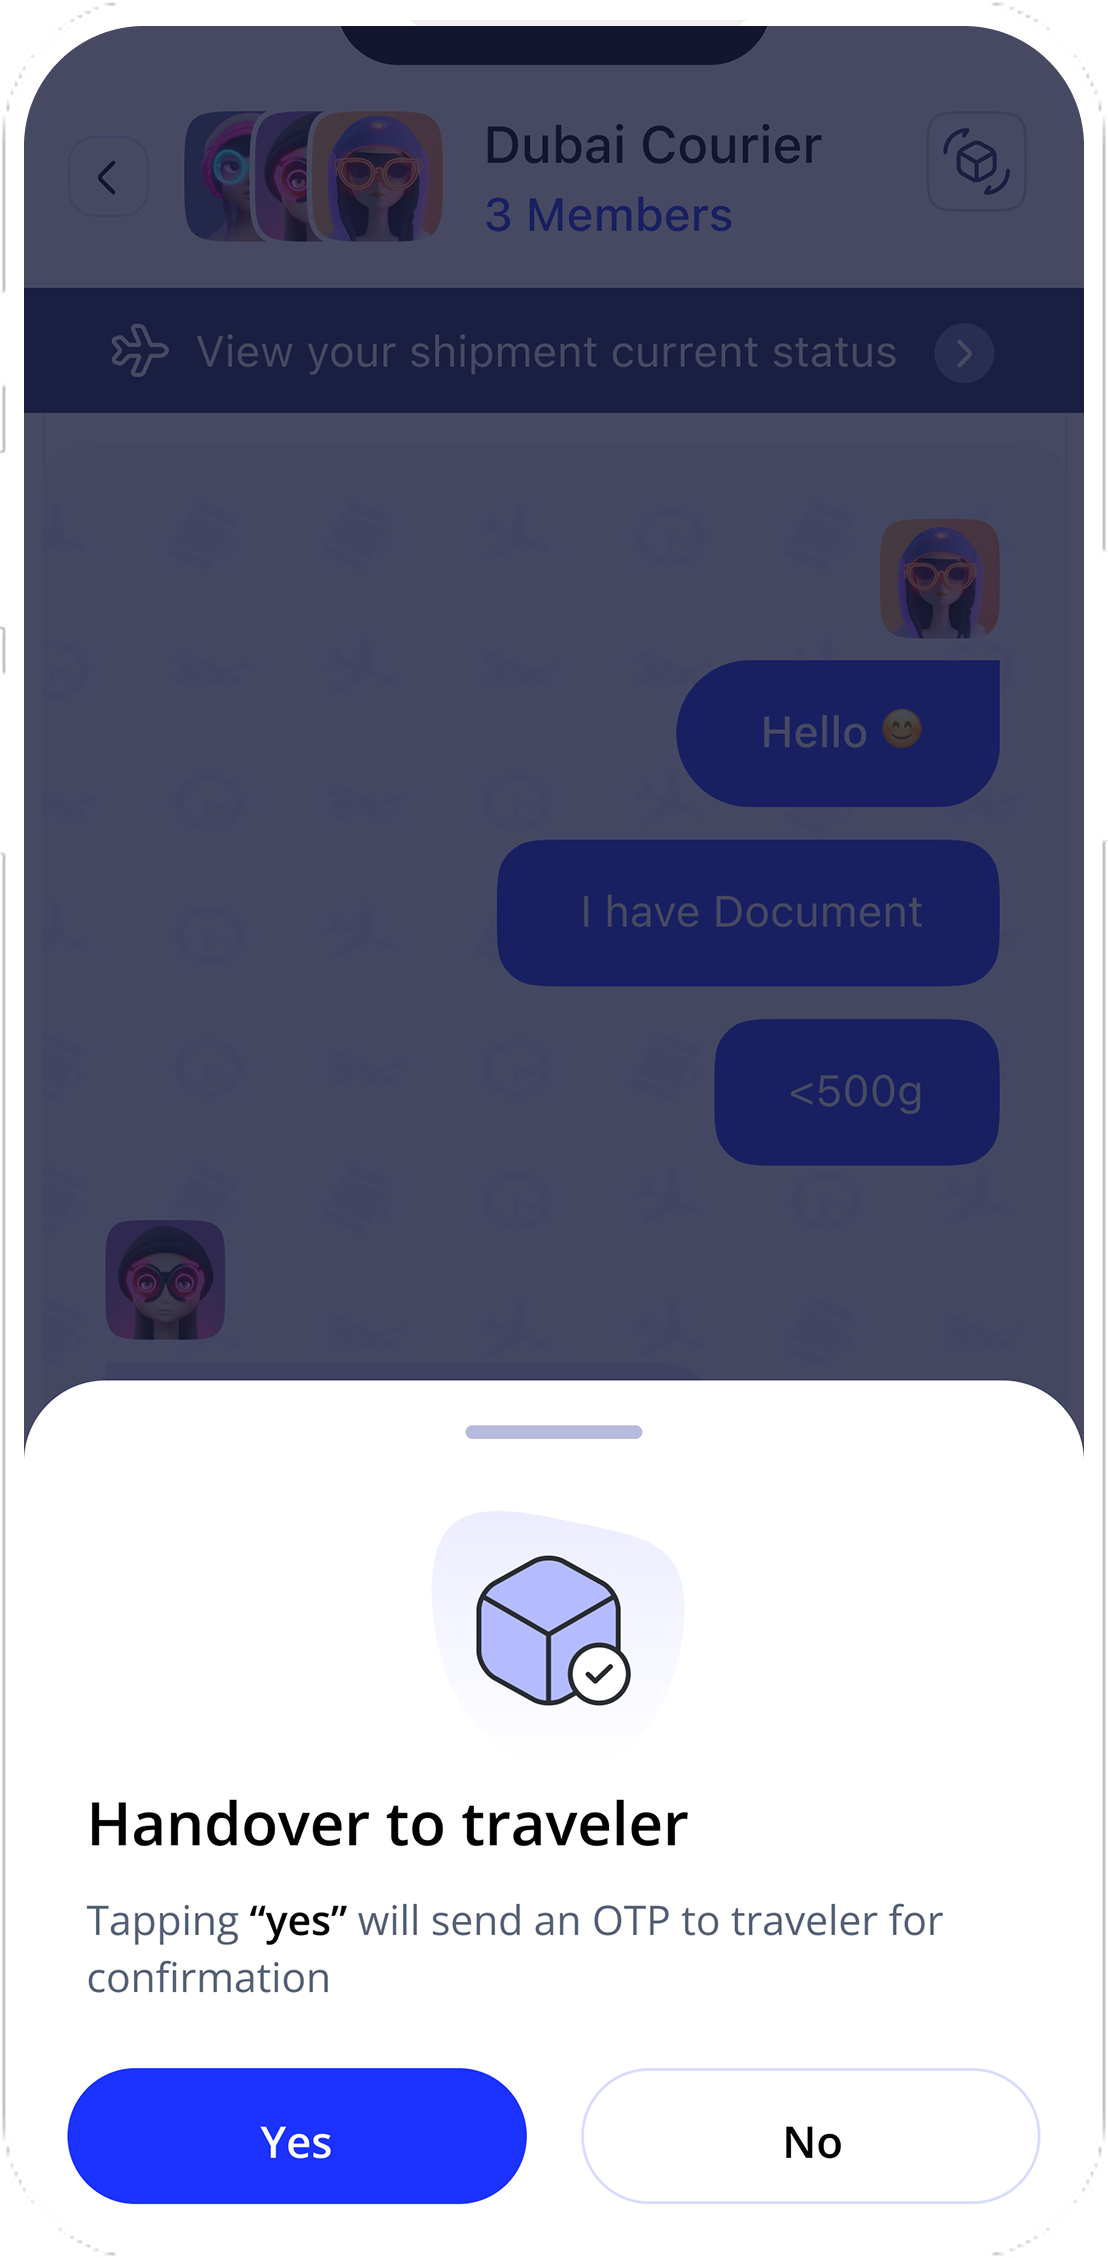 Dubai Courier
3 Members
View your shipment current status
Hello 😊
I have Document
<500g
Handover to traveler
Tapping “yes” will send an OTP to traveler for
confirmation
Yes
No